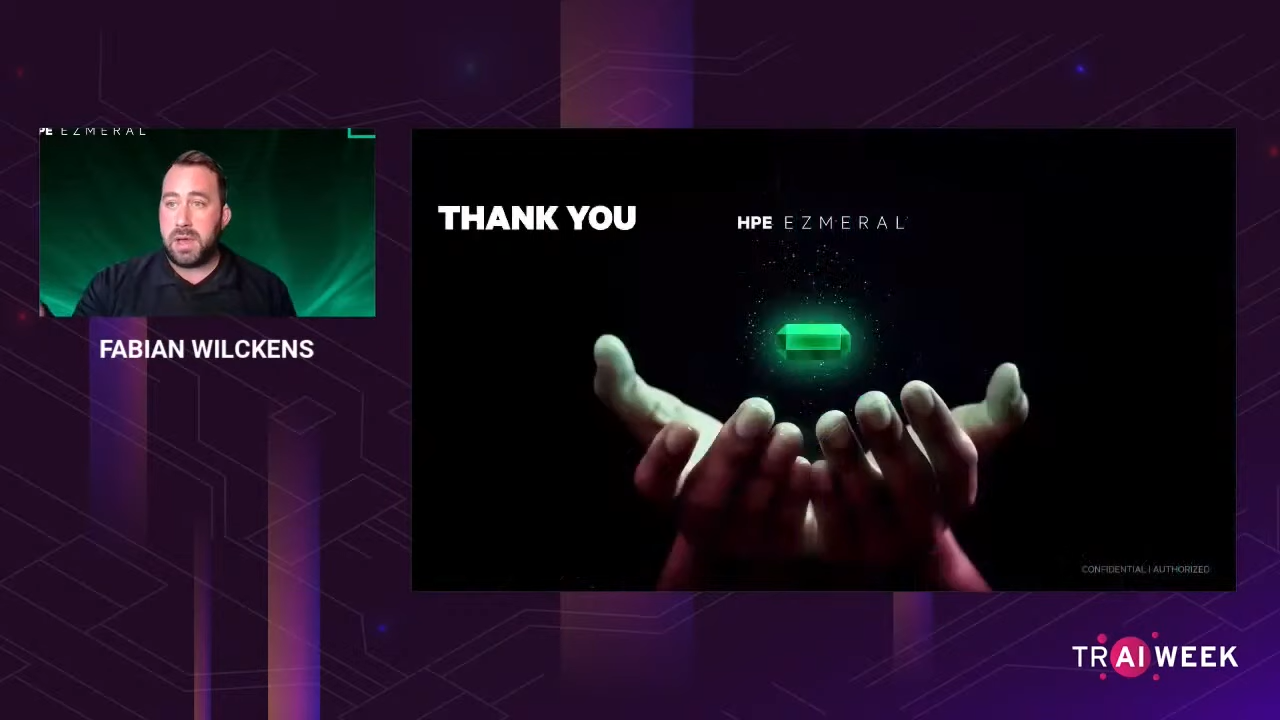 PE EZMERAL
FABIAN WILCKENS
THANK YOU
HPE EZMERAL
CONFIDENTIAL | AUTHORIZED
TRAI WEEK